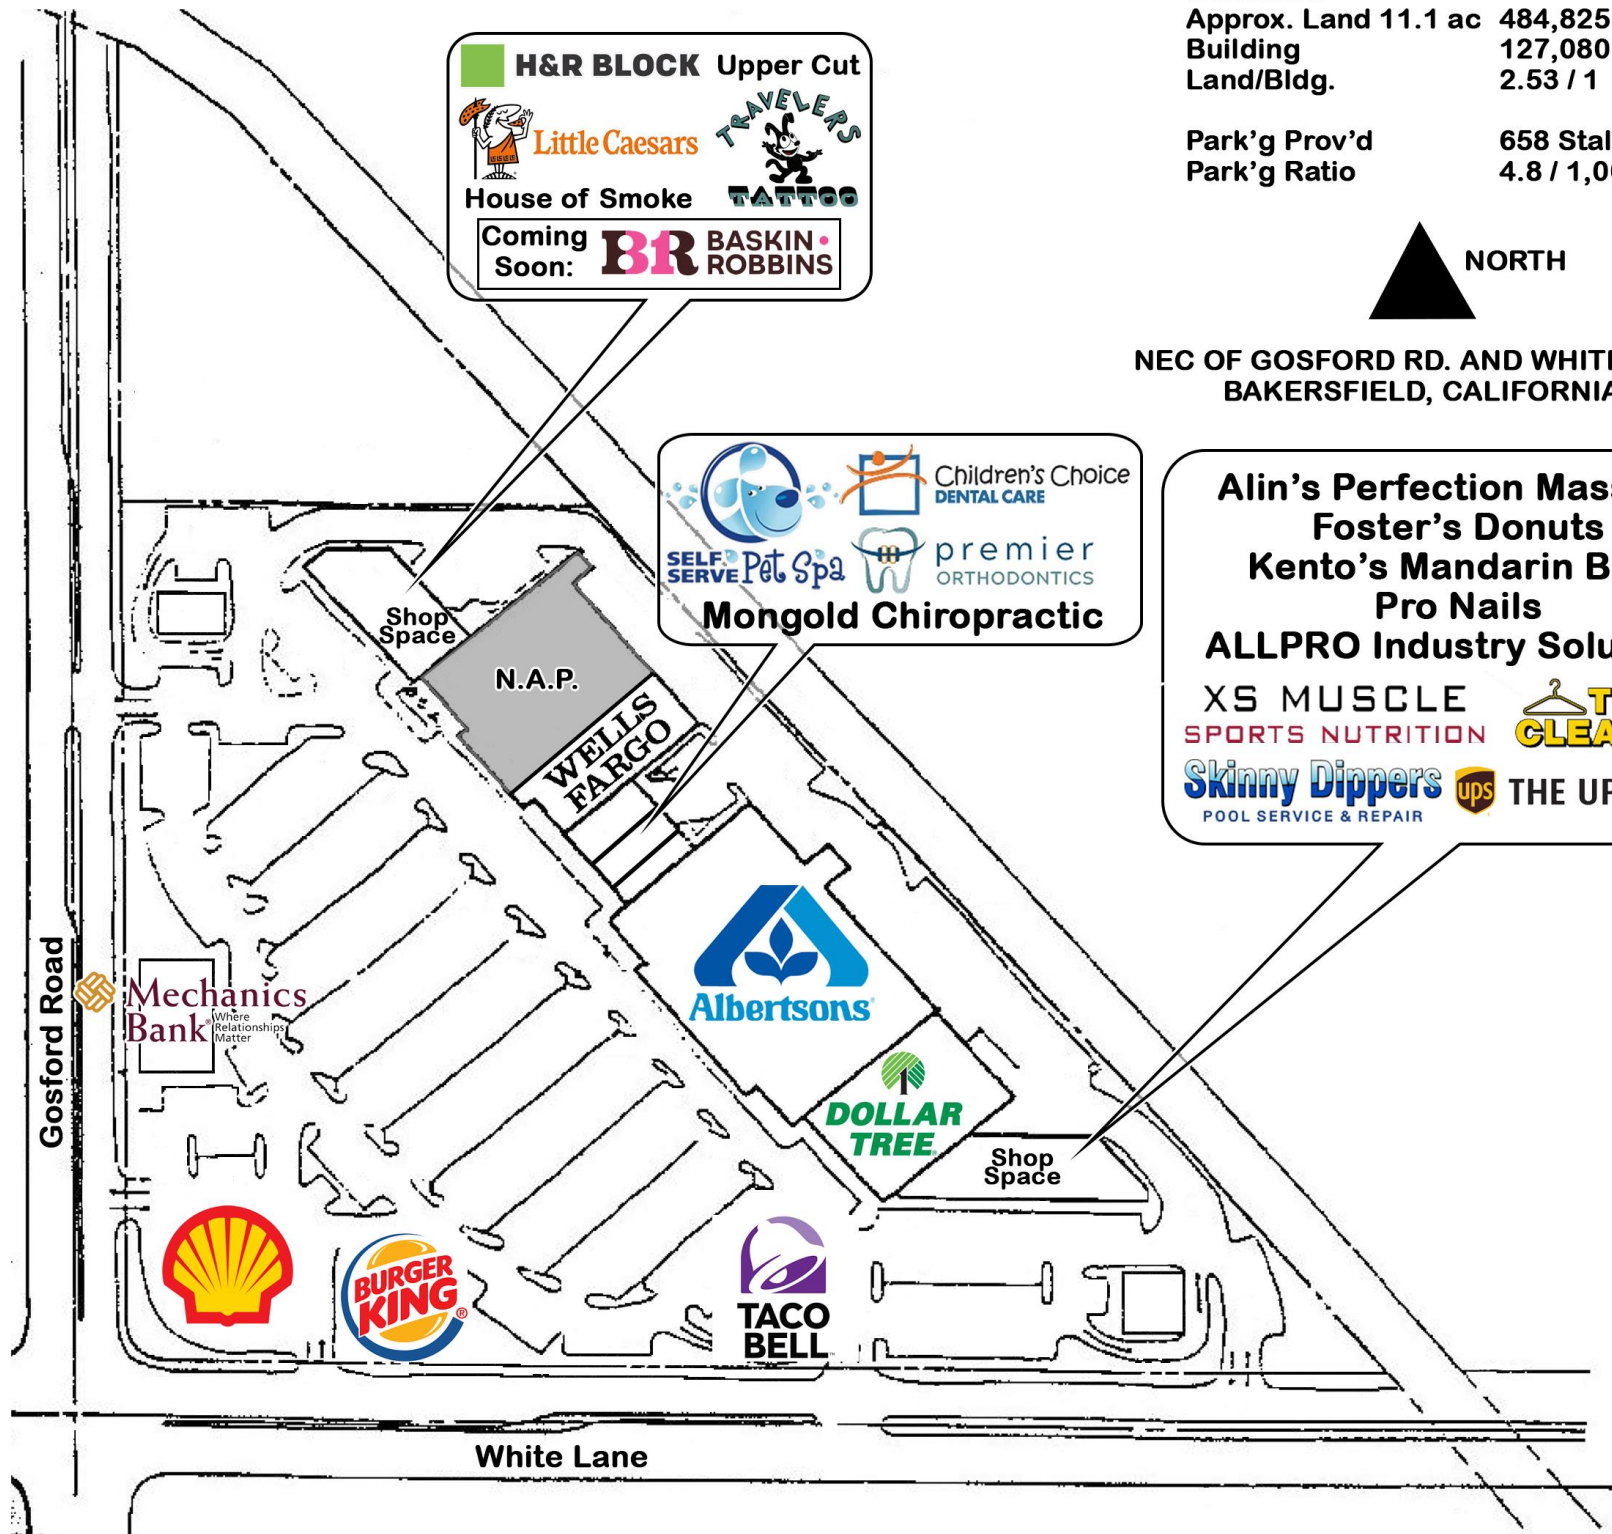 Approx. Land 11.1 ac 484,825
Building 127,080
Land/Bldg. 2.53 / 1
Park'g Prov'd 658 Stal
Park'g Ratio 4.8 / 1,0
NORTH
NEC OF GOSFORD RD. AND WHIT
BAKERSFIELD, CALIFORNIA
H&R BLOCK Upper Cut
Little Caesars
TRAVELERS
TATTOO
House of Smoke
Coming
Soon:
BR BASKIN
ROBBINS
SELF
SERVE Pet Spa
Children's Choice
DENTAL CARE
premier
ORTHODONTICS
Mongold Chiropractic
Alin's Perfection Mas
Foster's Donuts
Kento's Mandarin B
Pro Nails
ALLPRO Industry Solu
XS MUSCLE
SPORTS NUTRITION
T
CLEA
Skinny Dippers
POOL SERVICE & REPAIR
ups THE UP
Shop
Space
N.A.P.
WELLS
FARGO
Albertsons
DOLLAR
TREE
Shop
Space
Mechanics
Bank
Where
Relationships
Matter
Gosford Road
BURGER
KING
TACO
BELL
White Lane